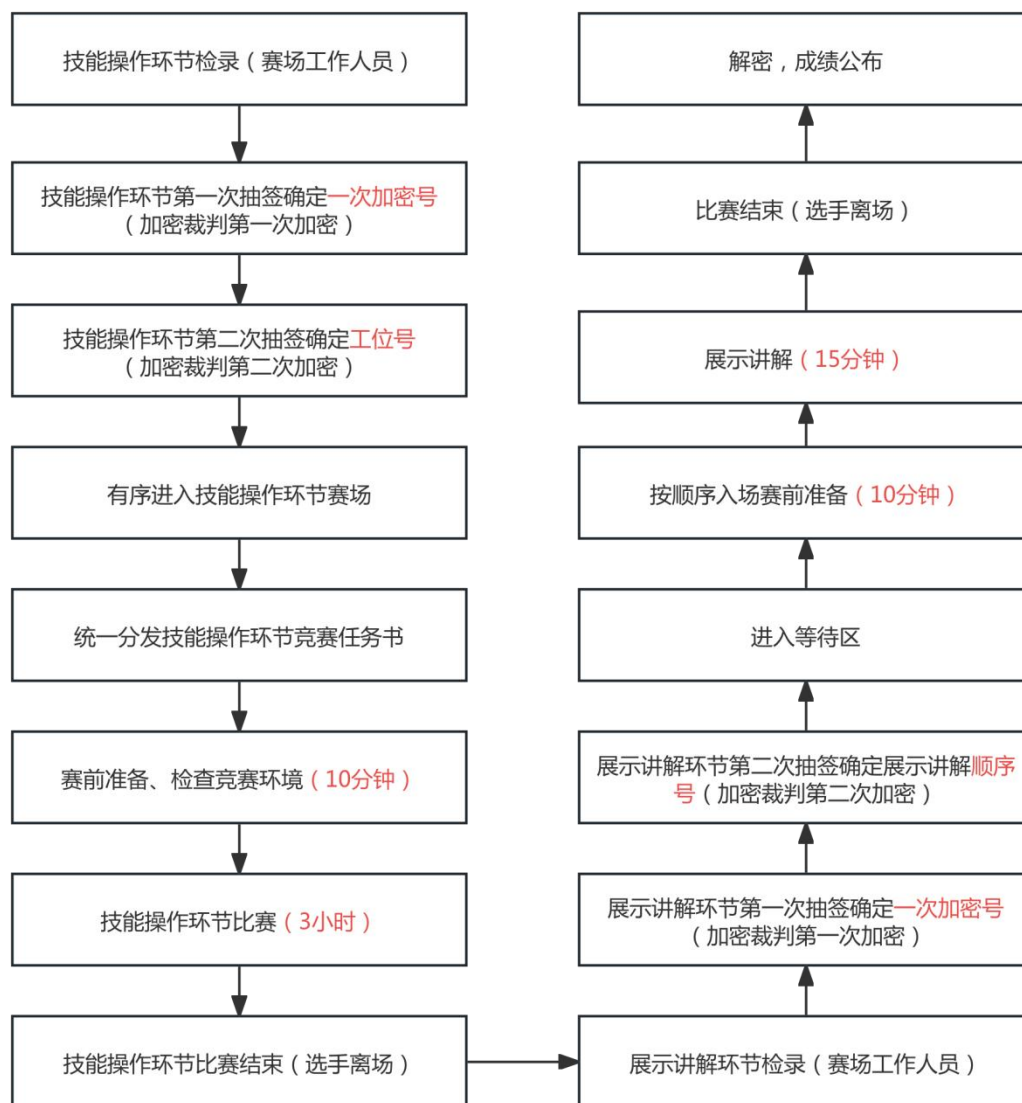 技能操作环节检录（赛场工作人员）
技能操作环节第一次抽签确定一次加密号
（加密裁判第一次加密）
技能操作环节第二次抽签确定工位号
（加密裁判第二次加密）
有序进入技能操作环节赛场
统一分发技能操作环节竞赛任务书
赛前准备、检查竞赛环境（10分钟）
技能操作环节比赛（3小时）
技能操作环节比赛结束（选手离场）
展示讲解环节检录（赛场工作人员）
展示讲解环节第一次抽签确定一次加密号
（加密裁判第一次加密）
展示讲解环节第二次抽签确定展示讲解顺序
号（加密裁判第二次加密）
进入等待区
按顺序入场赛前准备（10分钟）
展示讲解（15分钟）
比赛结束（选手离场）
解密，成绩公布